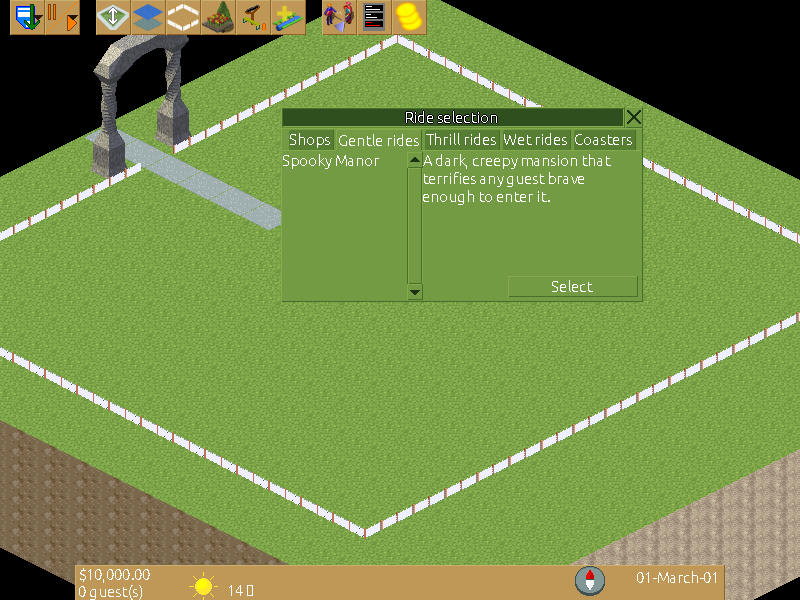 Ride selection
Shops Gentle rides Thrill rides Wet rides Coasters
Spooky Manor
A dark, creepy mansion that
terrifies any guest brave
enough to enter it.
Select
$10,000.00
0 guest(s)
14
01-March-01